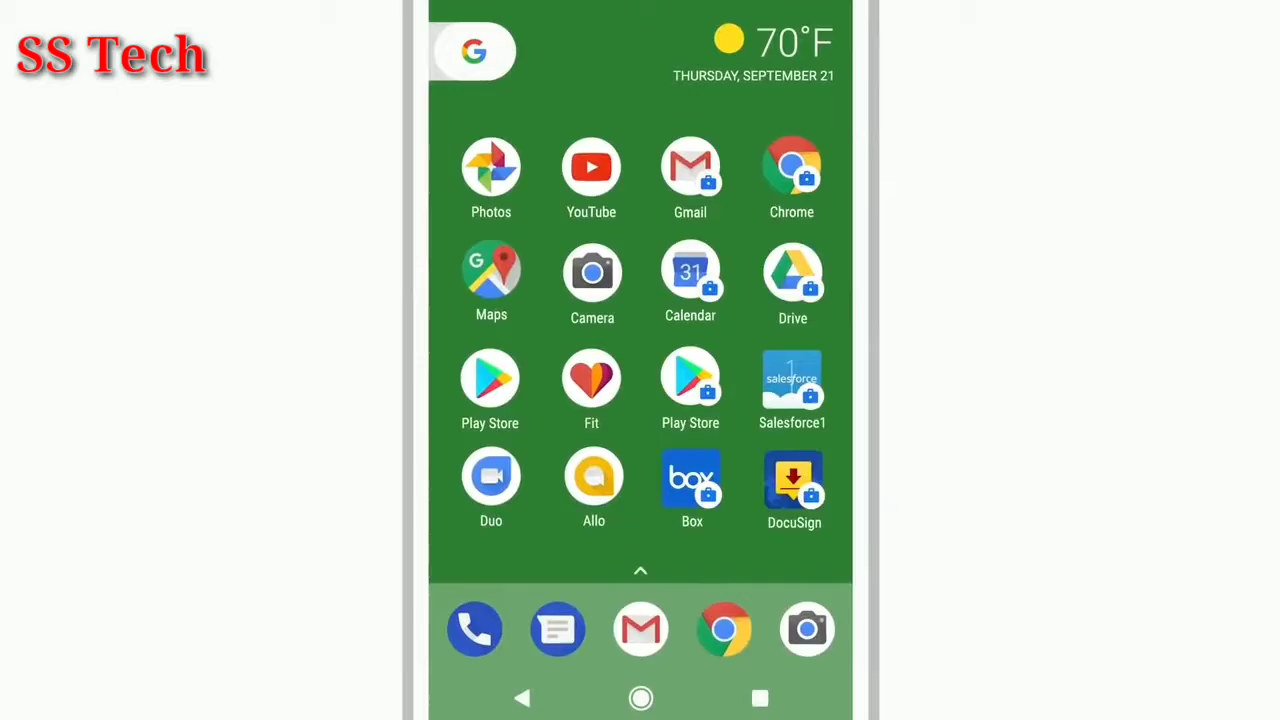 SS Tech
70°F
THURSDAY, SEPTEMBER 21
Photos YouTube Gmail Chrome
31
Maps Camera Calendar Drive
salesforce
Play Store Fit Play Store Salesforce1
box
Duo Allo Box DocuSign